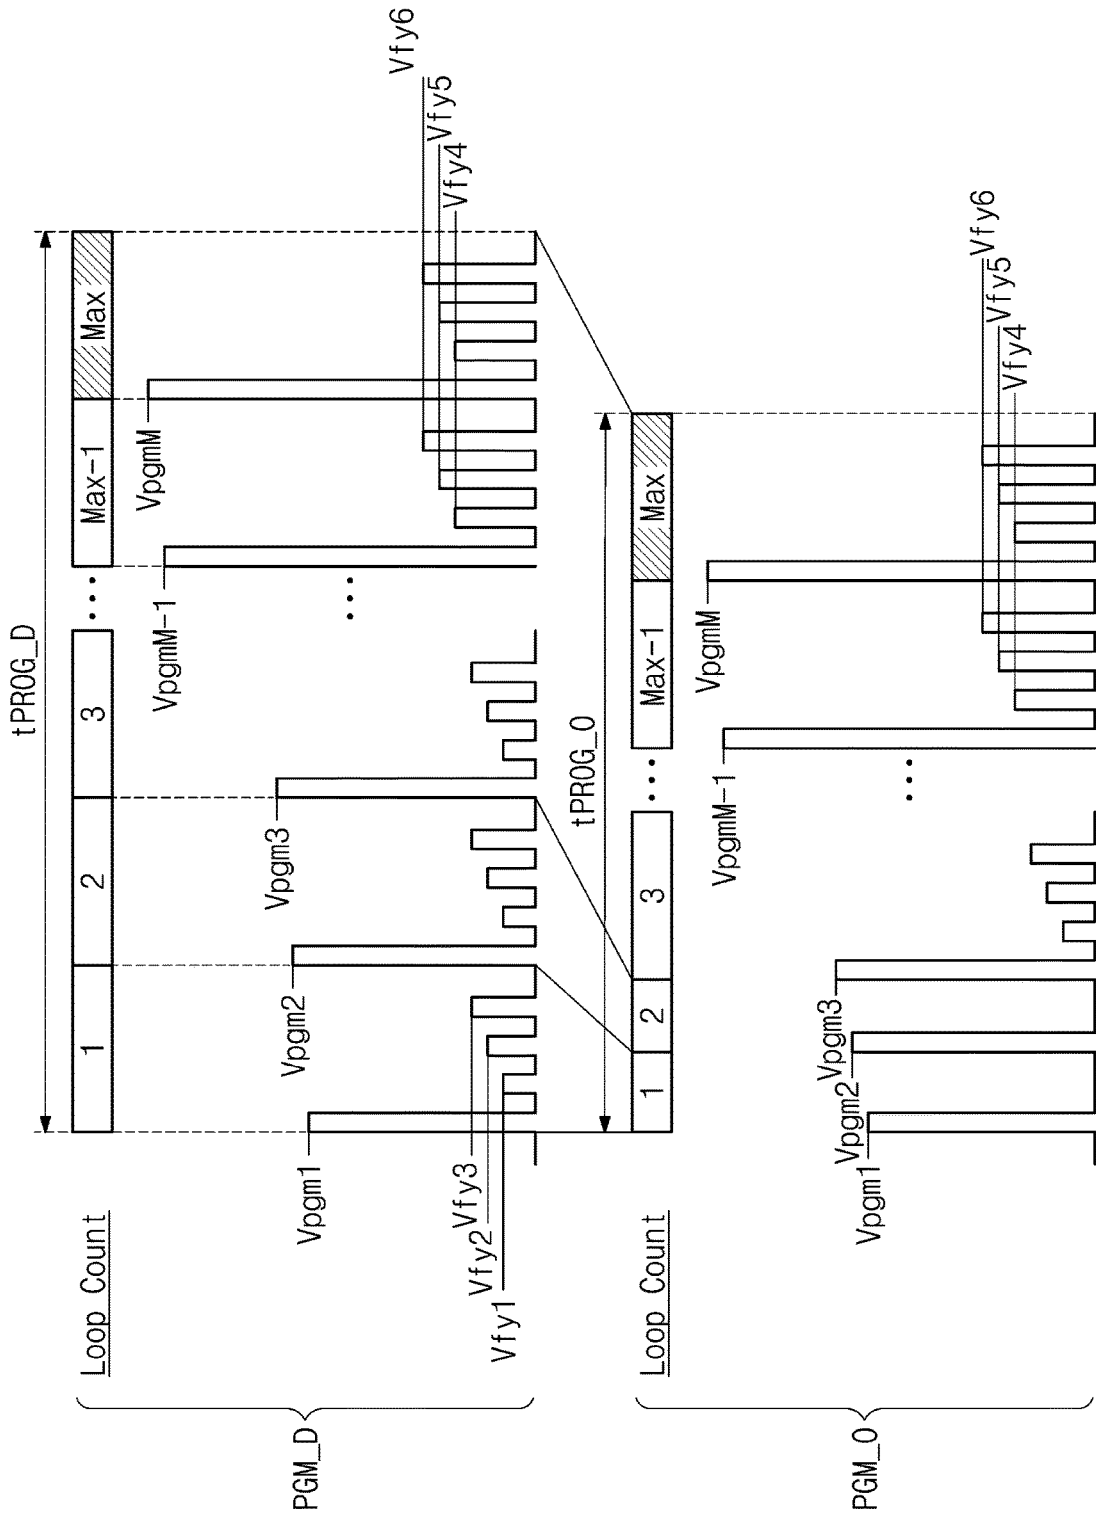 PGM_D
Loop Count
tPROG_D
1
2
3
Max-1
Max
Vpgm1
Vpgm2
Vpgm3
VpgmM-1
VpgmM
Vfy1
Vfy2
Vfy3
Vfy4
Vfy5
Vfy6
PGM_O
Loop Count
tPROG_O
1
2
3
Max-1
Max
Vpgm1
Vpgm2
Vpgm3
VpgmM-1
VpgmM
Vfy4
Vfy5
Vfy6